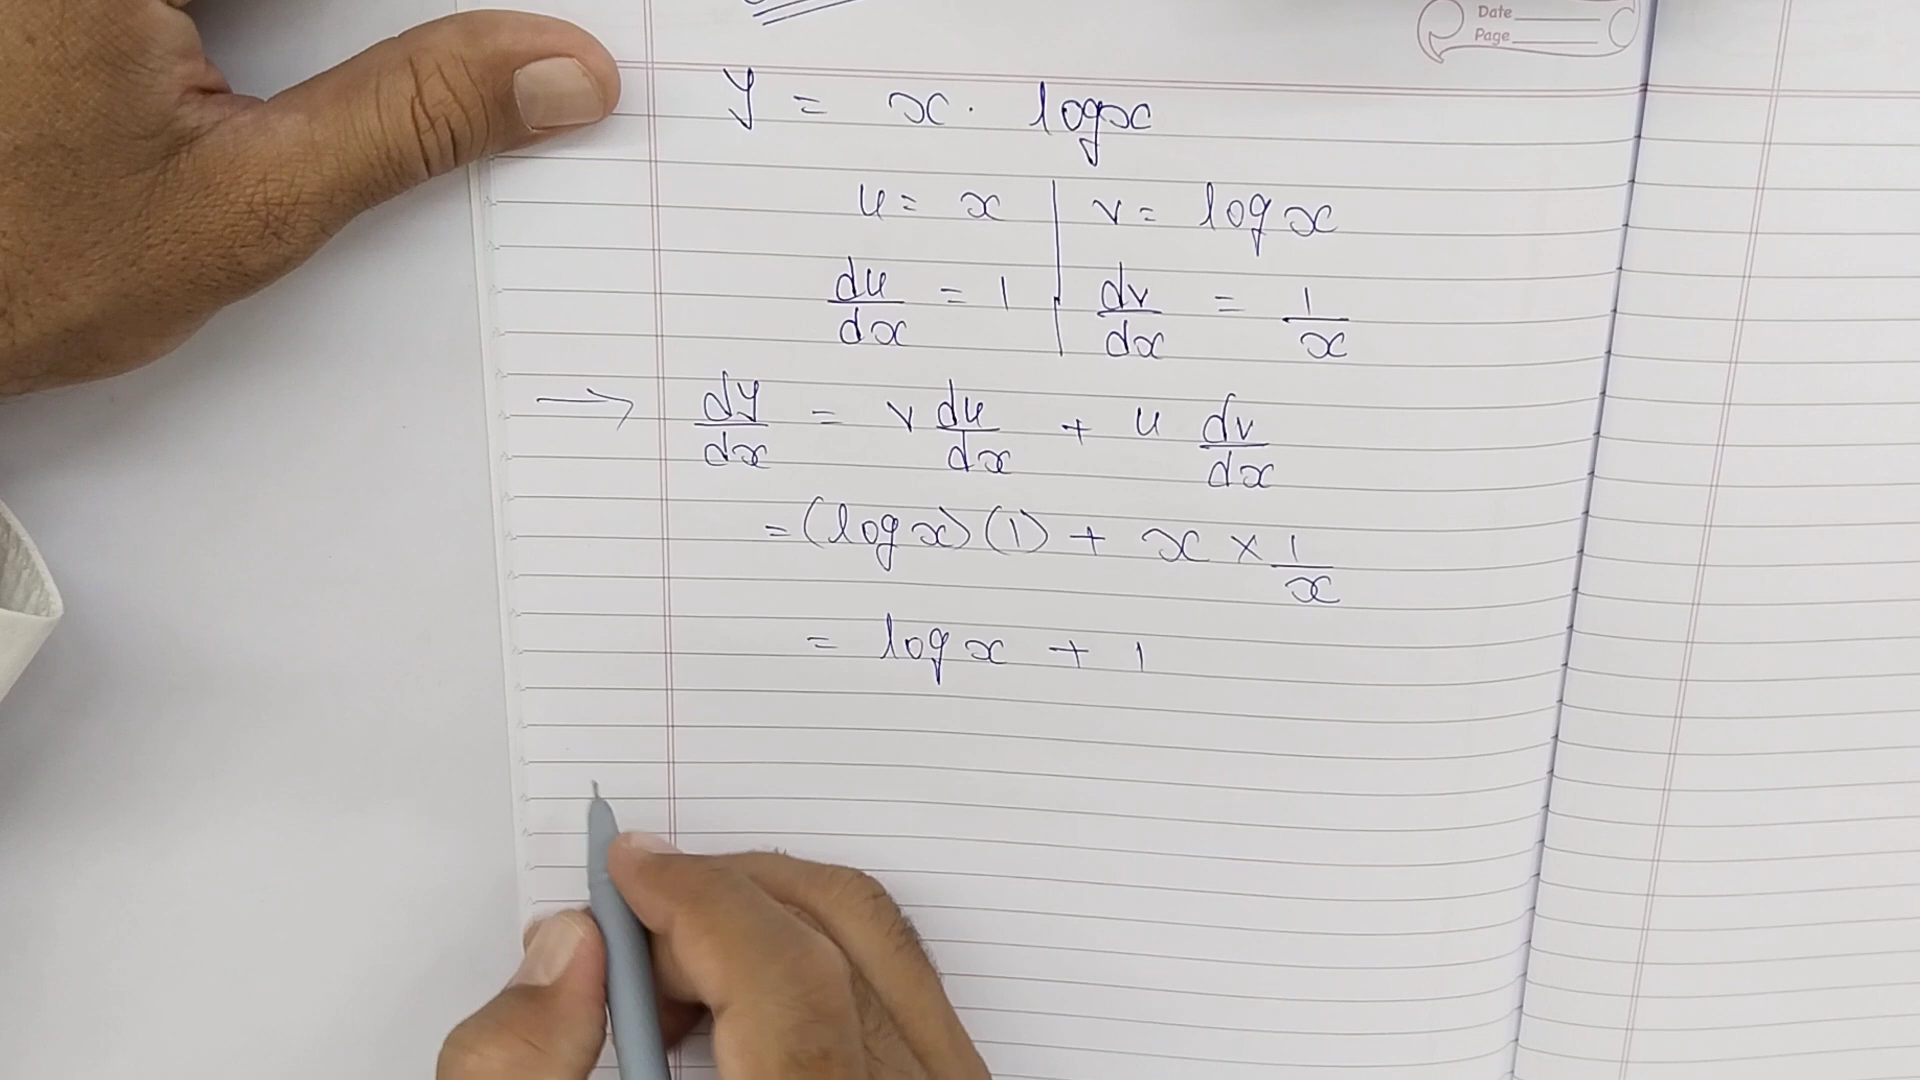 Date
Page
y = x . logx
u = x | v = log x
du/dx = 1 | dv/dx = 1/x
→ dy/dx = v du/dx + u dv/dx
= (log x) (1) + x × 1/x
= log x + 1